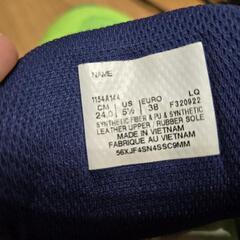 NAME
1154A144 LQ
CM US EURO F320922
24.0 5½ 38
SYNTHETIC FIBER & PU & SYNTHETIC
LEATHER UPPER / RUBBER SOLE
MADE IN VIETNAM
FABRIQUE AU VIETNAM
56XJF4SN4SSC9MM